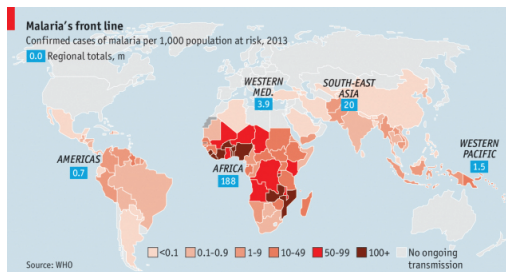 Malaria's front line
Confirmed cases of malaria per 1,000 population at risk, 2013
0.0 Regional totals, m
WESTERN
MED.
3.9
SOUTH-EAST
ASIA
20
WESTERN
PACIFIC
1.5
AMERICAS
0.7
AFRICA
188
<0.1 0.1-0.9 1-9 10-49 50-99 100+ No ongoing
transmission
Source: WHO